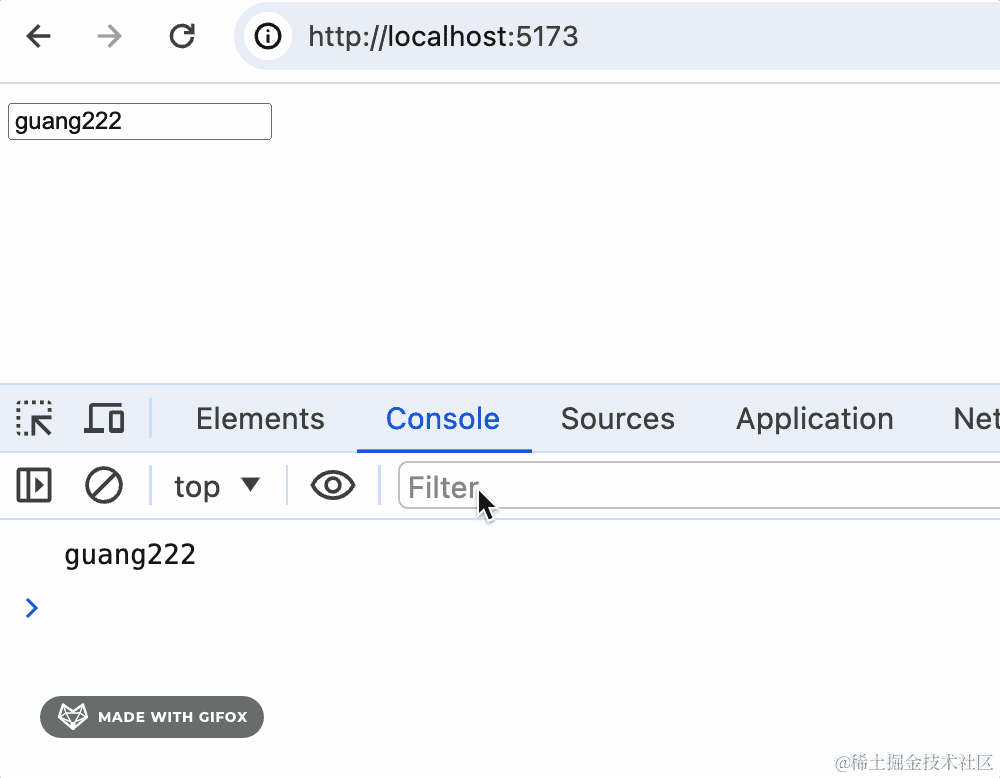 http://localhost:5173
guang222
Elements Console Sources Application Net
top Filter
guang222
MADE WITH GIFOX
@稀土掘金技术社区